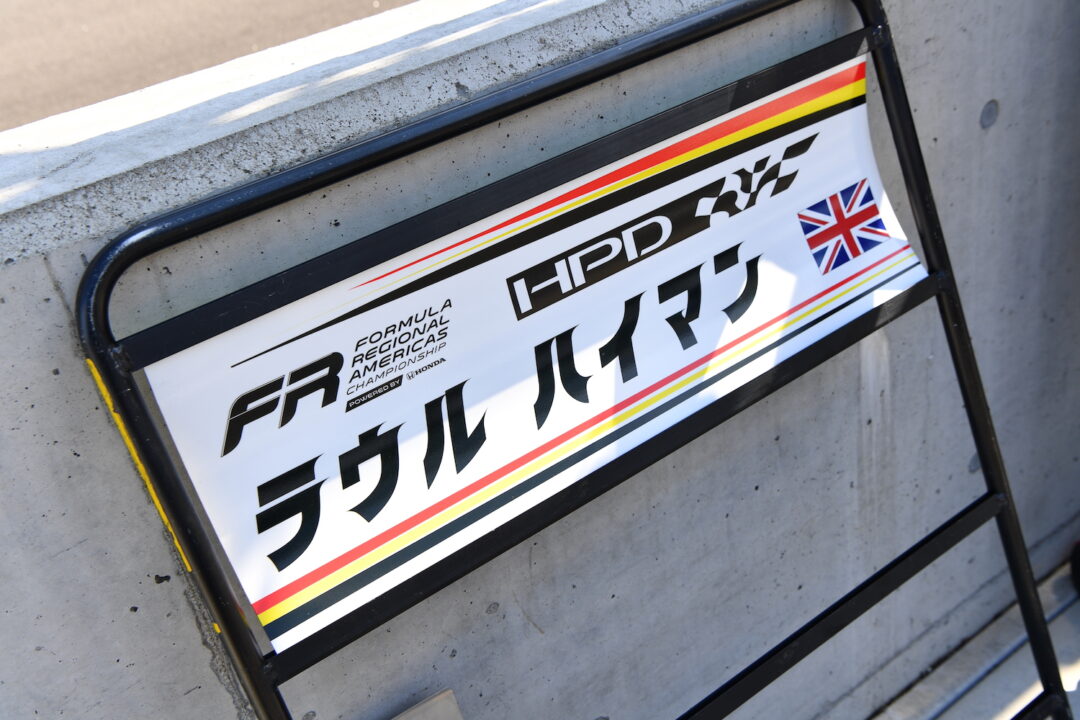 FR
FORMULA
REGIONAL
AMERICAS
CHAMPIONSHIP
POWERED BY HONDA
HPD
ラウル ハイマン